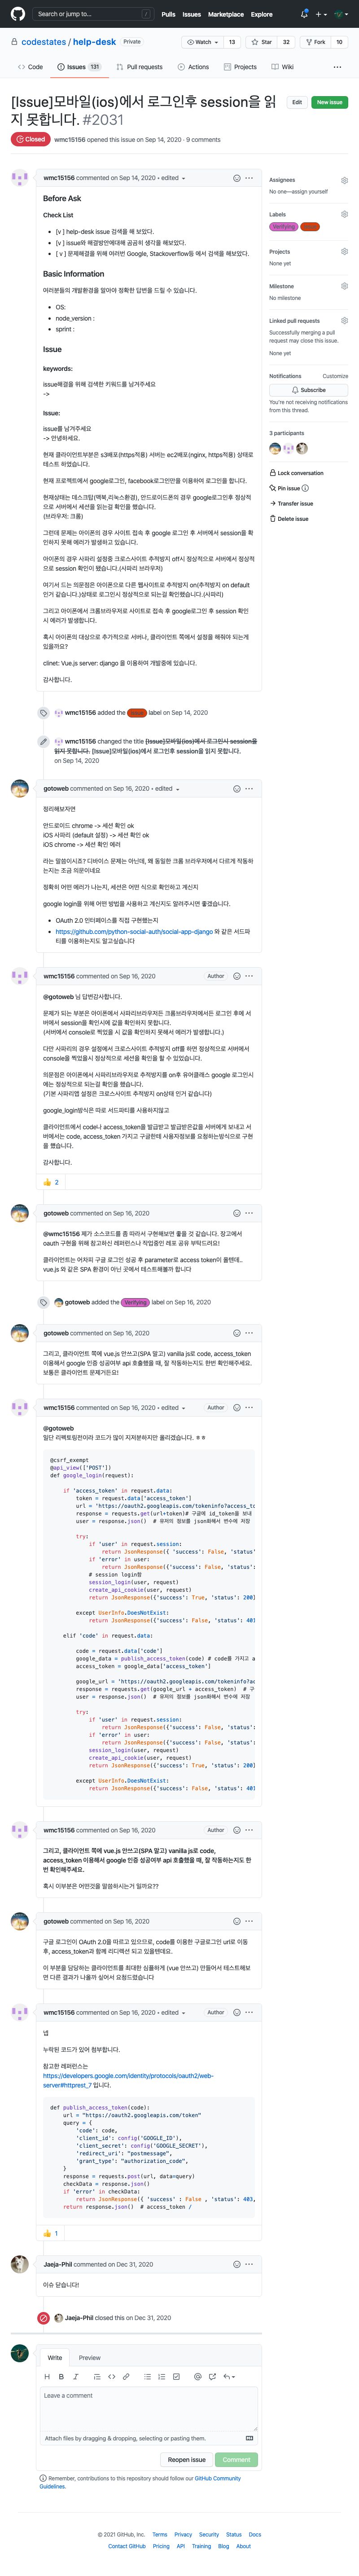 Search or jump to...
/
Pulls Issues Marketplace Explore
codestates / help-desk Private
Watch 13
Star 32
Fork 10
Code
Issues 131
Pull requests
Actions
Projects
Wiki
[Issue]모바일(ios)에서 로그인후 session을 읽지 못합니다. #2031
Edit
New issue
Closed
wmc15156 opened this issue on Sep 14, 2020 · 9 comments
wmc15156 commented on Sep 14, 2020 • edited
Before Ask
Check List
[v ] help-desk issue 검색을 해 보았다.
[v ] issue와 해결방안에대해 곰곰히 생각을 해보았다.
[ v ] 문제해결을 위해 여러번 Google, Stackoverflow등 에서 검색을 해보았다.
Basic Information
여러분들의 개발환경을 알아야 정확한 답변을 드릴 수 있습니다.
OS:
node_version :
sprint :
Issue
keywords:
issue해결을 위해 검색한 키워드를 남겨주세요
->
Issue:
issue를 남겨주세요
-> 안녕하세요.
현재 클라이언트부분은 s3배포(https적용) 서버는 ec2배포(nginx, https적용) 상태로
테스트 하였습니다.
현재 프로젝트에서 google로그인, facebook로그인만을 이용하여 로그인을 합니다.
현재상태는 데스크탑(맥북,리눅스환경), 안드로이드폰의 경우 google로그인후 정상적
으로 서버에서 세션을 읽는걸 확인을 했습니다.
(브라우저: 크롬)
그런데 문제는 아이폰의 경우 사이트 접속 후 google 로그인 후 서버에서 session을 확
인하지 못해 에러가 발생하고 있습니다.
아이폰의 경우 사파리 설정중 크로스사이트 추적방지 off시 정상적으로 서버에서 정상적
으로 session 확인이 됐습니다.(사파리 브라우저)
여기서 드는 의문점은 아이폰으로 다른 웹사이트로 추적방지 on(추적방지 on default
인거 같습니다.)상태로 로그인시 정상적으로 되는걸 확인했습니다.(사파리)
그리고 아이폰에서 크롬브라우저로 사이트로 접속 후 google로그인 후 session 확인
시 에러가 발생합니다.
혹시 아이폰의 대상으로 추가적으로 서버나, 클라이언트 쪽에서 설정을 해줘야 되는게
있을까요?
clinet: Vue.js server: django 을 이용하여 개발중에 있습니다.
감사합니다.
wmc15156 added the label on Sep 14, 2020
wmc15156 changed the title [Issue]모바일(ios)에서 로그인시 session을
읽지 못합니다. [Issue]모바일(ios)에서 로그인후 session을 읽지 못합니다.
on Sep 14, 2020
gotoweb commented on Sep 16, 2020 • edited
정리해보자면
안드로이드 chrome -> 세션 확인 ok
iOS 사파리 (default 설정) -> 세션 확인 ok
iOS chrome -> 세션 확인 에러
라는 말씀이시죠? 디바이스 문제는 아닌데, 왜 동일한 크롬 브라우저에서 다르게 작동하
는지는 조금 의문이네요
정확히 어떤 에러가 나는지, 세션은 어떤 식으로 확인하고 계신지
google login을 위해 어떤 방법을 사용하고 계신지도 알려주시면 좋겠습니다.
OAuth 2.0 인터페이스를 직접 구현했는지
https://github.com/python-social-auth/social-app-django 와 같은 서드파
티를 이용하는지도 알고싶습니다
wmc15156 commented on Sep 16, 2020
Author
@gotoweb 님 답변감사합니다.
문제가 되는 부분은 아이폰에서 사파리브라우저든 크롬브라우저에서든 로그인 후에 서
버에서 session을 확인시에 값을 확인하지 못합니다.
(서버에서 console로 찍었을 시 값을 확인하지 못해서 에러가 발생합니다.)
다만 사파리의 경우 설정에서 크로스사이트 추적방지 off를 하면 정상적으로 서버에서
console을 찍었을시 정상적으로 세션을 확인을 할 수 있었습니다.
의문점은 아이폰에서 사파리브라우저로 추적방지를 on후 유어클래스 google 로그인시
에는 정상적으로 되는걸 확인을 했습니다.
(기본 사파리앱 설정은 크로스사이트 추적방지 on상태 인거 같습니다)
google_login방식은 따로 서드파티를 사용하지않고
클라이언트에서 code나 access_token을 발급받고 발급받은값을 서버에게 보내고 서
버에서는 code, access_token 가지고 구글한테 사용자정보를 요청하는방식으로 구현
을 했습니다.
감사합니다.
2
gotoweb commented on Sep 16, 2020
@wmc15156 제가 소스코드를 좀 따라서 구현해보면 좋을 것 같습니다. 장고에서
oauth 구현을 위해 참고하신 레퍼런스나 작업중인 레포 공유 부탁드려요!
클라이언트는 어차피 구글 로그인 성공 후 parameter로 access token이 올텐데..
vue.js 와 같은 SPA 환경이 아닌 곳에서 테스트해볼까 합니다
gotoweb added the Verifying label on Sep 16, 2020
gotoweb commented on Sep 16, 2020
그리고, 클라이언트 쪽에 vue.js 안쓰고(SPA 말고) vanilla js로 code, access_token
이용해서 google 인증 성공여부 api 호출했을 때, 잘 작동하는지도 한번 확인해주세요.
보통은 클라이언트 문제거든요!
wmc15156 commented on Sep 16, 2020 • edited
Author
@gotoweb
일단 리펙토링전이라 코드가 많이 지저분하지만 올리겠습니다. ㅎㅎ
@csrf_exempt
@api_view(['POST'])
def google_login(request):
if 'access_token' in request.data:
token = request.data['access_token']
url = 'https://oauth2.googleapis.com/tokeninfo?access_to
response = requests.get(url+token)# 구글에 id_token을 보내
user = response.json() # 유저의 정보를 json화해서 변수에 저장
try:
if 'user' in request.session:
return JsonResponse({ 'success': False, 'status'
if 'error' in user:
return JsonResponse({'success': False, 'status':
# session login함
session_login(user, request)
create_api_cookie(user, request)
return JsonResponse({'success': True, 'status': 200}
except UserInfo.DoesNotExist:
return JsonResponse({'success': False, 'status': 401
elif 'code' in request.data:
code = request.data['code']
google_data = publish_access_token(code) # code를 가지고 a
access_token = google_data['access_token']
google_url = 'https://oauth2.googleapis.com/tokeninfo?ac
response = requests.get(google_url + access_token) # 구
user = response.json() # 유저의 정보를 json화해서 변수에 저장
try:
if 'user' in request.session:
return JsonResponse({'success': False, 'status':
if 'error' in user:
return JsonResponse({'success': False, 'status':
session_login(user, request)
create_api_cookie(user, request)
return JsonResponse({'success': True, 'status': 200}
except UserInfo.DoesNotExist:
return JsonResponse({'success': False, 'status': 401
wmc15156 commented on Sep 16, 2020
Author
그리고, 클라이언트 쪽에 vue.js 안쓰고(SPA 말고) vanilla js로 code,
access_token 이용해서 google 인증 성공여부 api 호출했을 때, 잘 작동하는지도 한
번 확인해주세요.
혹시 이부분은 어떤것을 말씀하시는거 일까요??
gotoweb commented on Sep 16, 2020
구글 로그인이 OAuth 2.0을 따르고 있으므로, code를 이용한 구글로그인 url로 이동
후, access_token과 함께 리디렉션 되고 있을텐데요.
이 부분을 담당하는 클라이언트를 최대한 심플하게 (vue 안쓰고) 만들어서 테스트해보
면 다른 결과가 나올까 싶어서 요청드렸습니다
wmc15156 commented on Sep 16, 2020 • edited
Author
넵
누락된 코드가 있어 첨부합니다.
참고한 레퍼런스는
https://developers.google.com/identity/protocols/oauth2/web-
server#httprest_7 입니다.
def publish_access_token(code):
url = "https://oauth2.googleapis.com/token"
query = {
'code': code,
'client_id': config('GOOGLE_ID'),
'client_secret': config('GOOGLE_SECRET'),
'redirect_uri': "postmessage",
'grant_type': "authorization_code",
}
response = requests.post(url, data=query)
checkData = response.json()
if 'error' in checkData:
return JsonResponse({ 'success' : False , 'status': 403,
return response.json() # access_token /
1
Jaeja-Phil commented on Dec 31, 2020
이슈 닫습니다!
Jaeja-Phil closed this on Dec 31, 2020
Write
Preview
Leave a comment
Attach files by dragging & dropping, selecting or pasting them.
Reopen issue
Comment
Remember, contributions to this repository should follow our GitHub Community
Guidelines.
Assignees
No one—assign yourself
Labels
Verifying
Projects
None yet
Milestone
No milestone
Linked pull requests
Successfully merging a pull
request may close this issue.
None yet
Notifications
Customize
Subscribe
You're not receiving notifications
from this thread.
3 participants
Lock conversation
Pin issue
Transfer issue
Delete issue
© 2021 GitHub, Inc. Terms Privacy Security Status Docs
Contact GitHub Pricing API Training Blog About